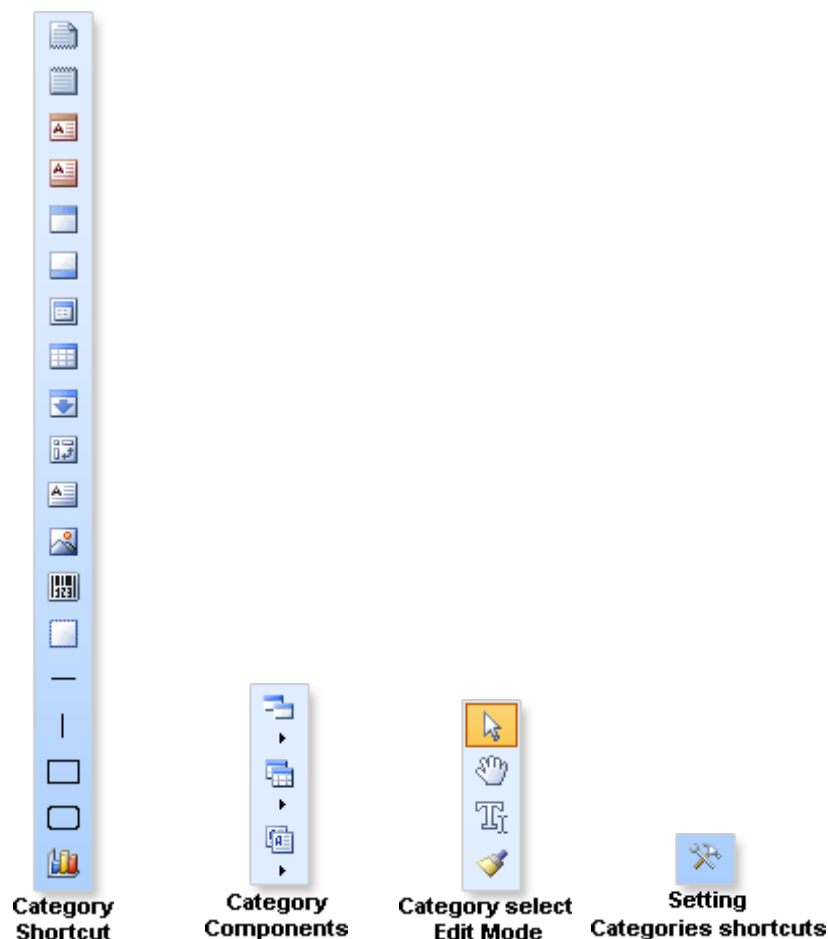 Category
Shortcut
Category
Components
Category select
Edit Mode
Setting
Categories shortcuts